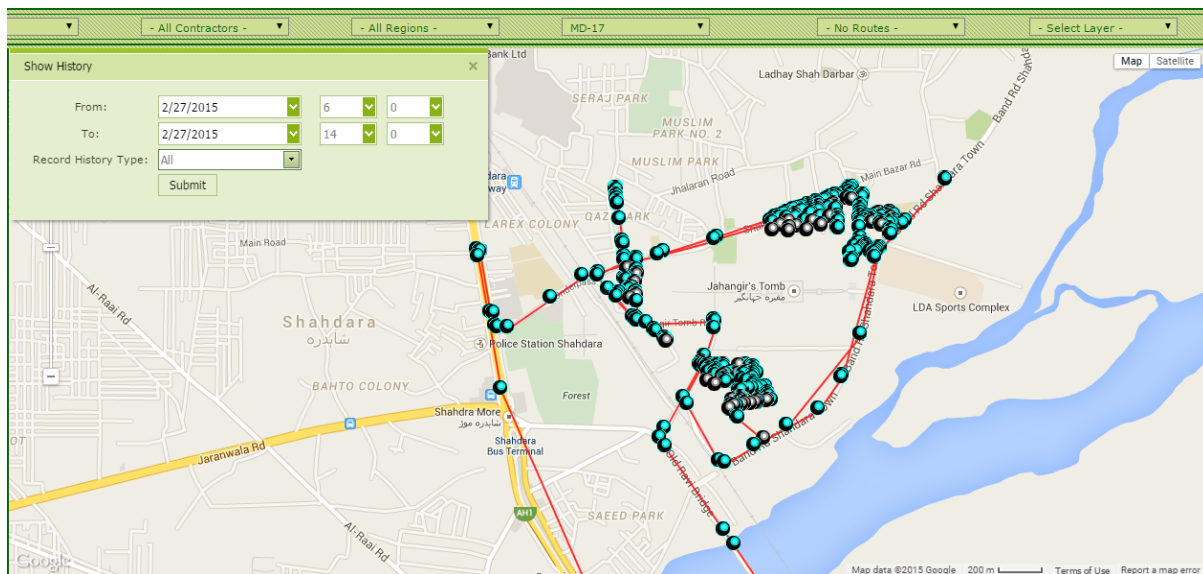 - All Contractors -
- All Regions -
MD-17
- No Routes -
- Select Layer -
Show History
×
From:
2/27/2015
6
0
To:
2/27/2015
14
0
Record History Type:
All
Submit
Map
Satellite
Bank Ltd
Ladhay Shah Darbar
SERAJ PARK
MUSLIM
PARK NO. 2
MUSLIM PARK
Jhalaran Road
Main Bazar Rd
Band Rd Shahdara Town
LAREX COLONY
Main Road
Al-Raai Rd
Shahdara
شاہدرہ
Jahangir's Tomb
مقبرہ جہانگیر
LDA Sports Complex
Police Station Shahdara
BAHTO COLONY
Forest
Shahdra More
شاہدرہ موڑ
Shahdara
Bus Terminal
Jaranwala Rd
Band Rd Shahdara Town
Old Ravi Bridge
AH1
SAEED PARK
Al-Raai Rd
Google
Map data ©2015 Google
200 m
Terms of Use
Report a map error